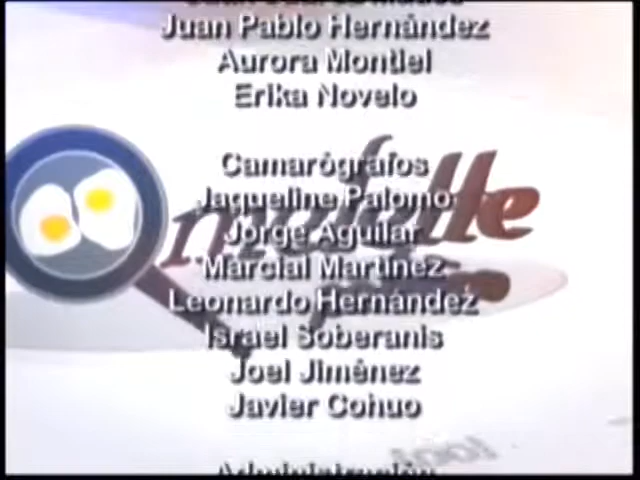 Juan Pablo Hernández
Aurora Montiel
Erika Novelo
Camarógrafos
Jaqueline Palomo
Jorge Aguilar
Marcial Martínez
Leonardo Hernández
Israel Soberanis
Joel Jiménez
Javier Cohuo
Administración